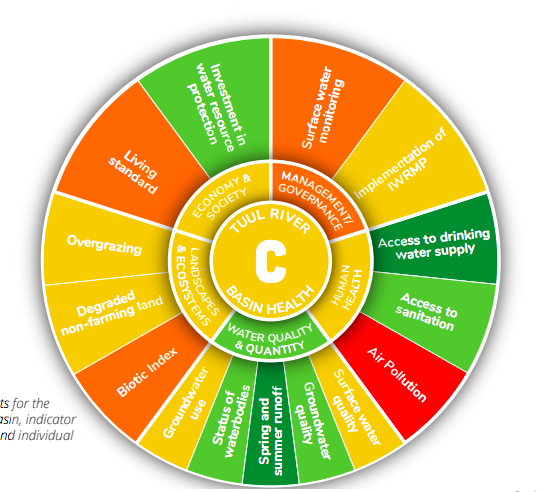 Investment in
water resource
protection
Surface water
monitoring
Implementation of
IWRMP
Access to drinking
water supply
Access to
sanitation
Air Pollution
Surface water
quality
Groundwater
quality
Spring and
summer runoff
Status of
waterbodies
Groundwater
use
Biotic Index
Degraded
non-farming land
Overgrazing
Living
standard
ECONOMY &
SOCIETY
MANAGEMENT/
GOVERNANCE
HUMAN
HEALTH
WATER QUALITY
& QUANTITY
LANDSCAPES
& ECOSYSTEMS
TUUL RIVER
C
BASIN HEALTH
ts for the
asin, indicator
nd individual